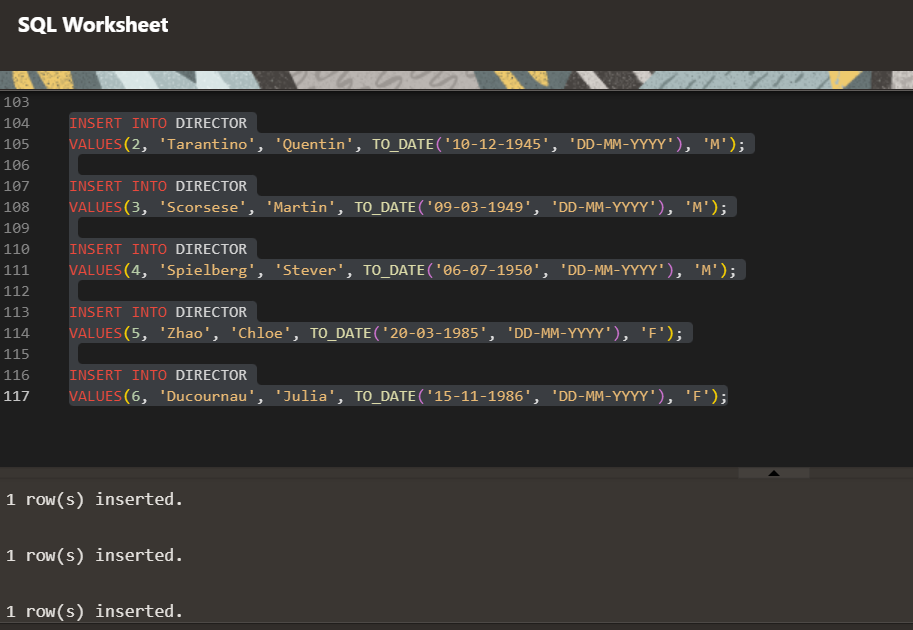 SQL Worksheet
103
104 INSERT INTO DIRECTOR
105 VALUES(2, 'Tarantino', 'Quentin', TO_DATE('10-12-1945', 'DD-MM-YYYY'), 'M');
106
107 INSERT INTO DIRECTOR
108 VALUES(3, 'Scorsese', 'Martin', TO_DATE('09-03-1949', 'DD-MM-YYYY'), 'M');
109
110 INSERT INTO DIRECTOR
111 VALUES(4, 'Spielberg', 'Stever', TO_DATE('06-07-1950', 'DD-MM-YYYY'), 'M');
112
113 INSERT INTO DIRECTOR
114 VALUES(5, 'Zhao', 'Chloe', TO_DATE('20-03-1985', 'DD-MM-YYYY'), 'F');
115
116 INSERT INTO DIRECTOR
117 VALUES(6, 'Ducournau', 'Julia', TO_DATE('15-11-1986', 'DD-MM-YYYY'), 'F');
1 row(s) inserted.
1 row(s) inserted.
1 row(s) inserted.